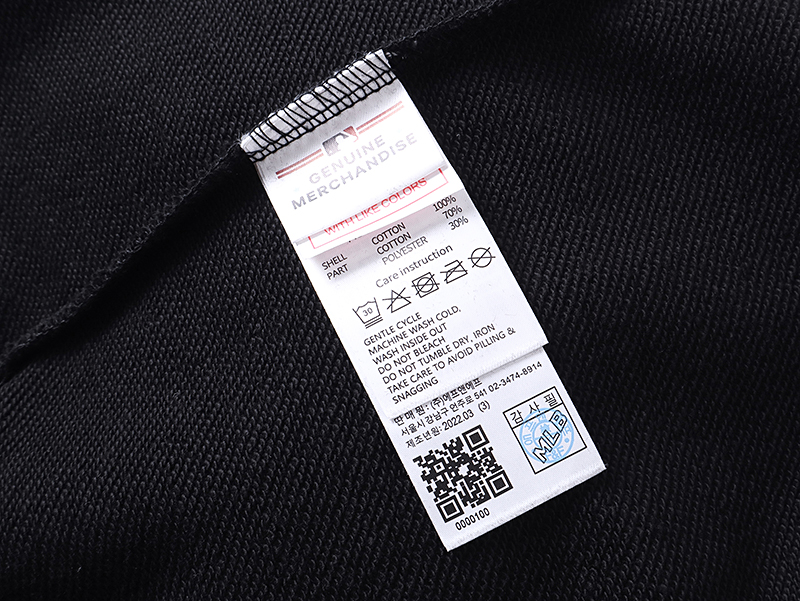 GENUINE
MERCHANDISE
WITH LIKE COLORS
100%
SHELL COTTON 70%
PART COTTON 30%
POLYESTER
Care instruction
30
GENTLE CYCLE
MACHINE WASH COLD,
WASH INSIDE OUT
DO NOT BLEACH
DO NOT TUMBLE DRY, IRON
TAKE CARE TO AVOID PILLING &
SNAGGING
판 매 원 : (주)에프앤에프
서울시 강남구 언주로 541 02-3474-8914
제조년원: 2022.03 (3)
감 사 필
MLB
0000100